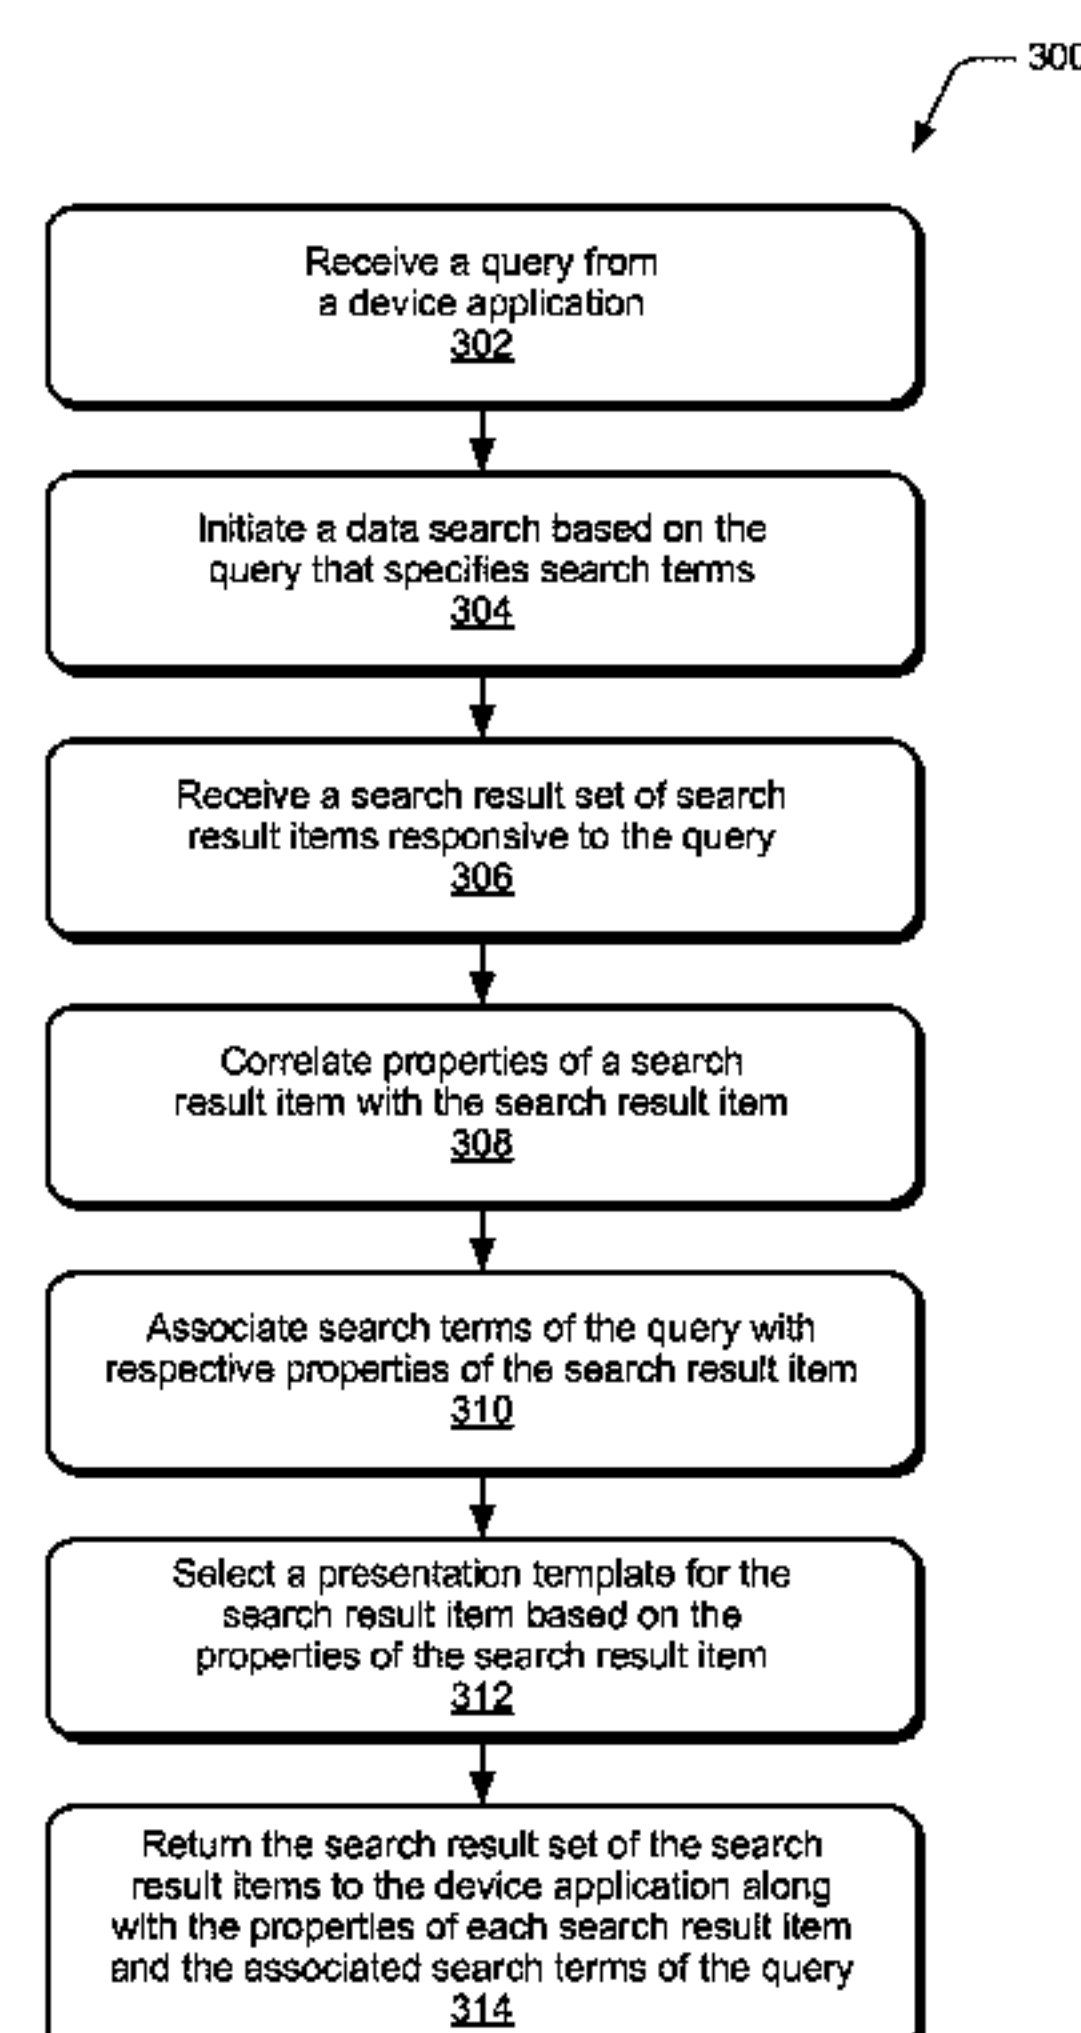 300
Receive a query from
a device application
302
Initiate a data search based on the
query that specifies search terms
304
Receive a search result set of search
result items responsive to the query
306
Correlate properties of a search
result item with the search result item
308
Associate search terms of the query with
respective properties of the search result item
310
Select a presentation template for the
search result item based on the
properties of the search result item
312
Return the search result set of the search
result items to the device application along
with the properties of each search result item
and the associated search terms of the query
314